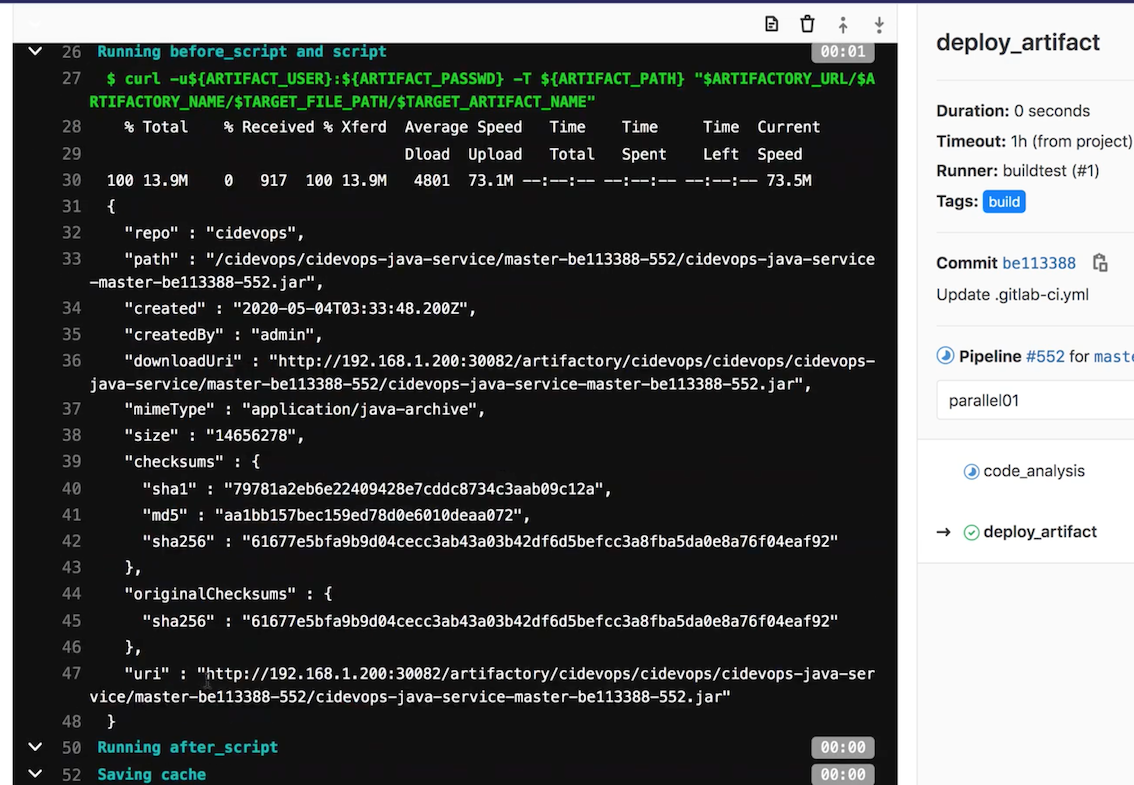 26 Running before_script and script 00:01
27 $ curl -u${ARTIFACT_USER}:${ARTIFACT_PASSWD} -T ${ARTIFACT_PATH} "$ARTIFACTORY_URL/$A
RTIFACTORY_NAME/$TARGET_FILE_PATH/$TARGET_ARTIFACT_NAME"
28 % Total % Received % Xferd Average Speed Time Time Time Current
29 Dload Upload Total Spent Left Speed
30 100 13.9M 0 917 100 13.9M 4801 73.1M --:--:-- --:--:-- --:--:-- 73.5M
31 {
32 "repo" : "cidevops",
33 "path" : "/cidevops/cidevops-java-service/master-be113388-552/cidevops-java-service
-master-be113388-552.jar",
34 "created" : "2020-05-04T03:33:48.200Z",
35 "createdBy" : "admin",
36 "downloadUri" : "http://192.168.1.200:30082/artifactory/cidevops/cidevops/cidevops-
java-service/master-be113388-552/cidevops-java-service-master-be113388-552.jar",
37 "mimeType" : "application/java-archive",
38 "size" : "14656278",
39 "checksums" : {
40 "sha1" : "79781a2eb6e22409428e7cddc8734c3aab09c12a",
41 "md5" : "aa1bb157bec159ed78d0e6010deaa072",
42 "sha256" : "61677e5bfa9b9d04cecc3ab43a03b42df6d5befcc3a8fba5da0e8a76f04eaf92"
43 },
44 "originalChecksums" : {
45 "sha256" : "61677e5bfa9b9d04cecc3ab43a03b42df6d5befcc3a8fba5da0e8a76f04eaf92"
46 },
47 "uri" : "http://192.168.1.200:30082/artifactory/cidevops/cidevops/cidevops-java-ser
vice/master-be113388-552/cidevops-java-service-master-be113388-552.jar"
48 }
50 Running after_script 00:00
52 Saving cache 00:00
deploy_artifact
Duration: 0 seconds
Timeout: 1h (from project)
Runner: buildtest (#1)
Tags: build
Commit be113388
Update .gitlab-ci.yml
Pipeline #552 for maste
parallel01
code_analysis
→ deploy_artifact